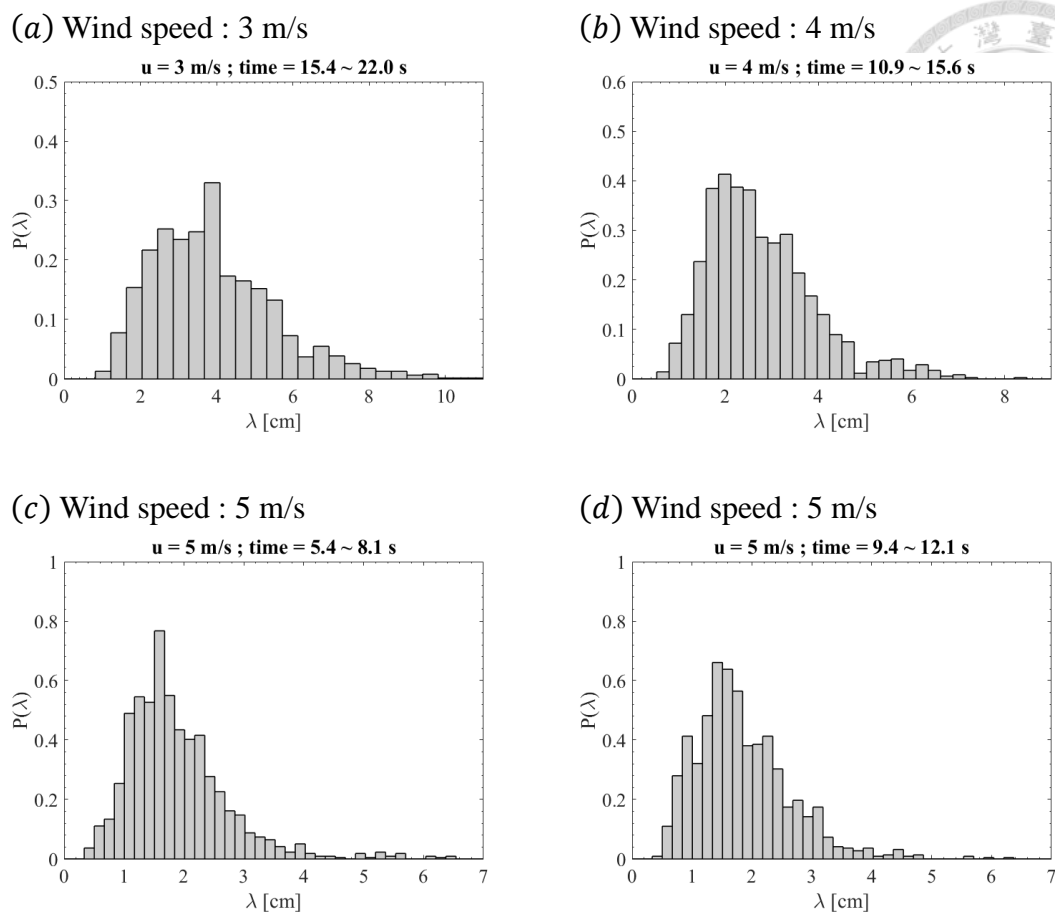 (a) Wind speed : 3 m/s
u = 3 m/s ; time = 15.4 ~ 22.0 s
0.5
0.4
0.3
0.2
0.1
0
P(λ)
0 2 4 6 8 10
λ [cm]
(b) Wind speed : 4 m/s
灣 臺
u = 4 m/s ; time = 10.9 ~ 15.6 s
0.6
0.5
0.4
0.3
0.2
0.1
0
P(λ)
0 2 4 6 8
λ [cm]
(c) Wind speed : 5 m/s
u = 5 m/s ; time = 5.4 ~ 8.1 s
1
0.8
0.6
0.4
0.2
0
P(λ)
0 1 2 3 4 5 6 7
λ [cm]
(d) Wind speed : 5 m/s
u = 5 m/s ; time = 9.4 ~ 12.1 s
1
0.8
0.6
0.4
0.2
0
P(λ)
0 1 2 3 4 5 6 7
λ [cm]